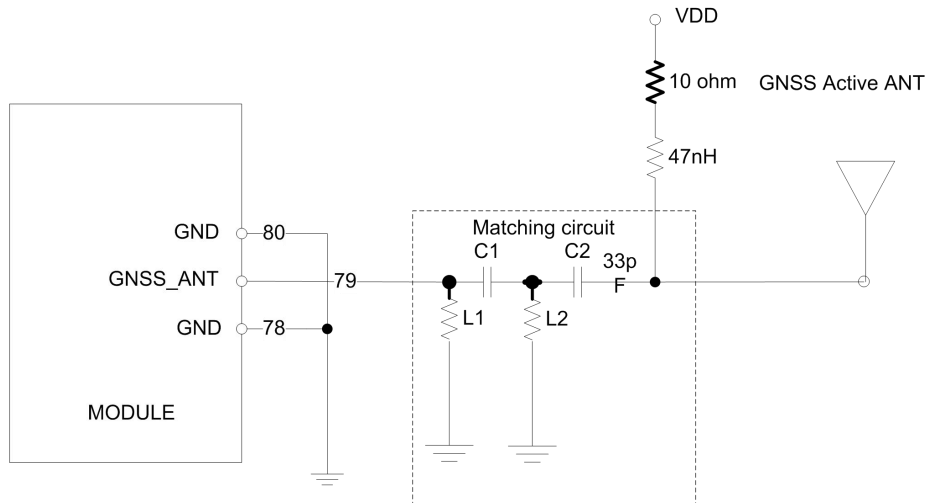 VDD
10 ohm
GNSS Active ANT
47nH
Matching circuit
C1
C2
33p
F
GND
80
GNSS_ANT
79
GND
78
L1
L2
MODULE